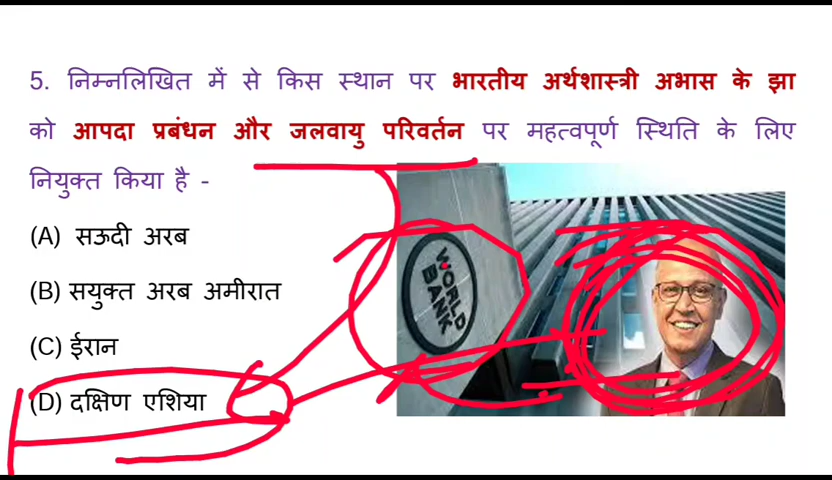 5. निम्नलिखित में से किस स्थान पर भारतीय अर्थशास्त्री अभास के झा
को आपदा प्रबंधन और जलवायु परिवर्तन पर महत्वपूर्ण स्थिति के लिए
नियुक्त किया है -
(A) सऊदी अरब
(B) सयुक्त अरब अमीरात
(C) ईरान
(D) दक्षिण एशिया
WORLD
BANK